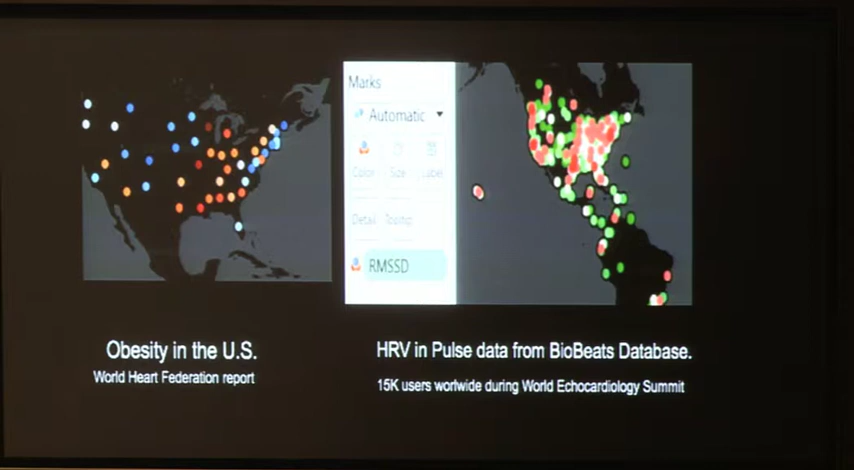 Marks
Automatic
Color Size Label
Detail Tooltip
RMSSD
Obesity in the U.S.
World Heart Federation report
HRV in Pulse data from BioBeats Database.
15K users worlwide during World Echocardiology Summit